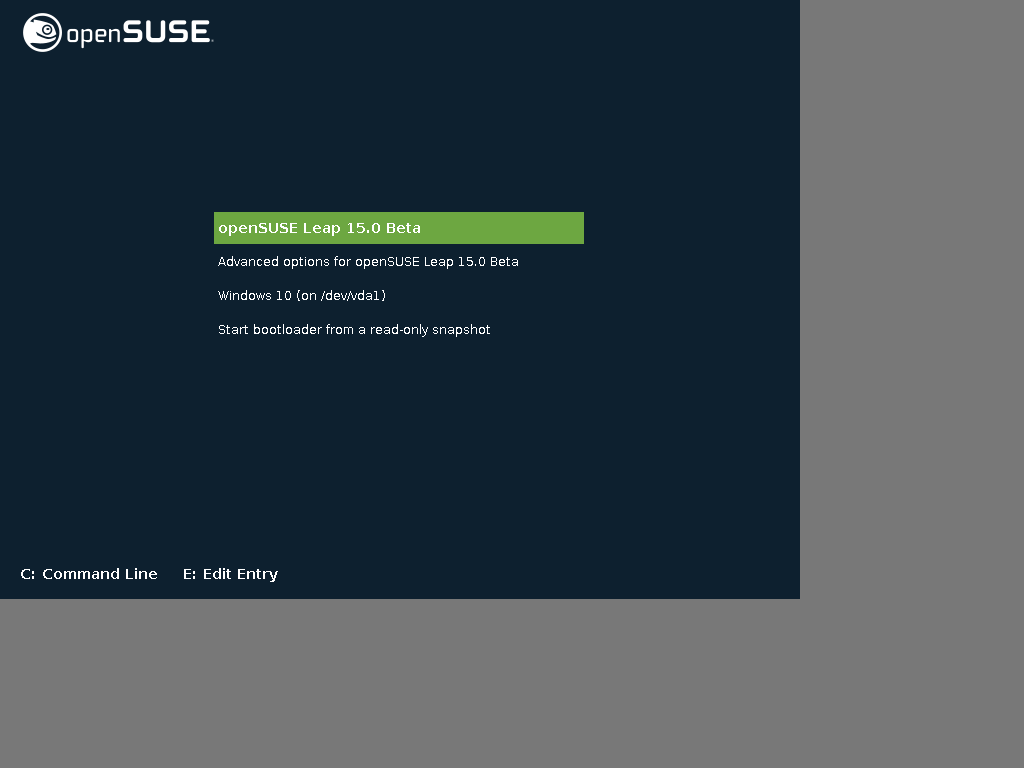 openSUSE.
openSUSE Leap 15.0 Beta
Advanced options for openSUSE Leap 15.0 Beta
Windows 10 (on /dev/vda1)
Start bootloader from a read-only snapshot
C: Command Line E: Edit Entry